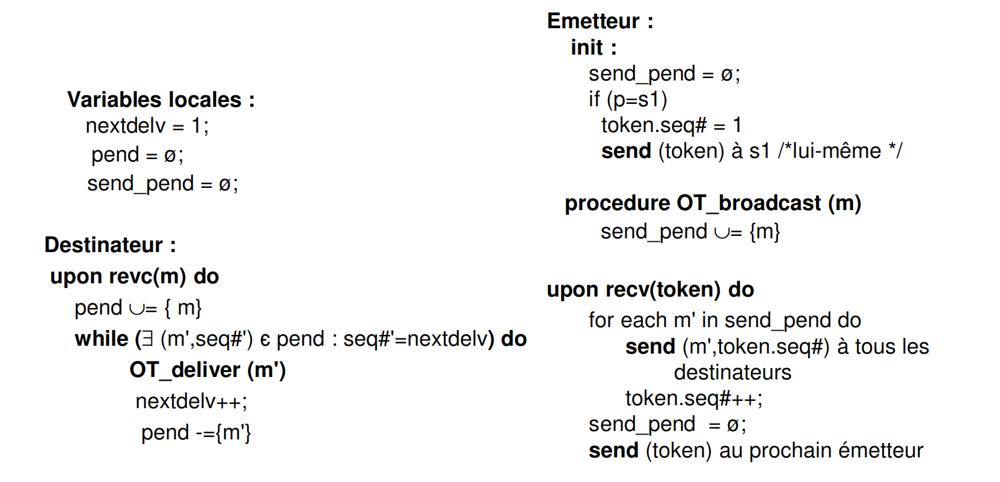 Variables locales :
nextdelv = 1;
pend = ø;
send_pend = ø;
Destinateur :
upon revc(m) do
pend ∪= { m}
while (∃ (m',seq#') є pend : seq#'=nextdelv) do
OT_deliver (m')
nextdelv++;
pend -={m'}
Emetteur :
init :
send_pend = ø;
if (p=s1)
token.seq# = 1
send (token) à s1 /*lui-même */
procedure OT_broadcast (m)
send_pend ∪= {m}
upon recv(token) do
for each m' in send_pend do
send (m',token.seq#) à tous les
destinateurs
token.seq#++;
send_pend = ø;
send (token) au prochain émetteur